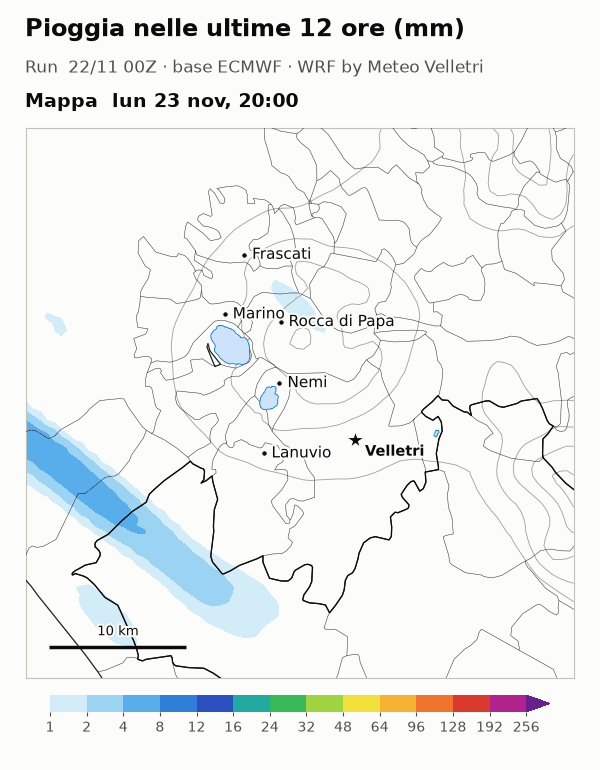 Pioggia nelle ultime 12 ore (mm)
Run  22/11 00Z · base ECMWF · WRF by Meteo Velletri
Mappa  lun 23 nov, 20:00
Frascati
Marino
Rocca di Papa
Nemi
Lanuvio
Velletri
10 km
1 2 4 8 12 16 24 32 48 64 96 128 192 256